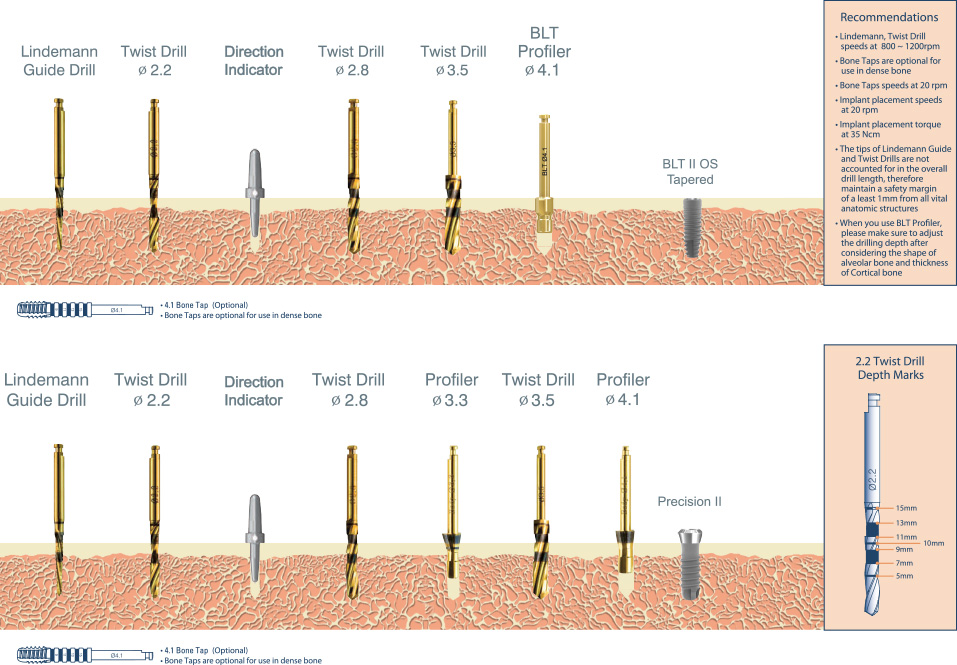 Lindemann
Guide Drill
Twist Drill
ø 2.2
Direction
Indicator
Twist Drill
ø 2.8
Twist Drill
ø 3.5
BLT
Profiler
ø 4.1
BLT Ø4.1
BLT II OS
Tapered
Recommendations
• Lindemann, Twist Drill
speeds at 800 ~ 1200rpm
• Bone Taps are optional for
use in dense bone
• Bone Taps speeds at 20 rpm
• Implant placement speeds
at 20 rpm
• Implant placement torque
at 35 Ncm
• The tips of Lindemann Guide
and Twist Drills are not
accounted for in the overall
drill length, therefore
maintain a safety margin
of a least 1mm from all vital
anatomic structures
• When you use BLT Profiler,
please make sure to adjust
the drilling depth after
considering the shape of
alveolar bone and thickness
of Cortical bone
Ø4.1
• 4.1 Bone Tap (Optional)
• Bone Taps are optional for use in dense bone
Lindemann
Guide Drill
Twist Drill
ø 2.2
Direction
Indicator
Twist Drill
ø 2.8
Profiler
ø 3.3
Twist Drill
ø 3.5
Profiler
ø 4.1
Precision II
2.2 Twist Drill
Depth Marks
Ø2.2
15mm
13mm
11mm
10mm
9mm
7mm
5mm
Ø4.1
• 4.1 Bone Tap (Optional)
• Bone Taps are optional for use in dense bone